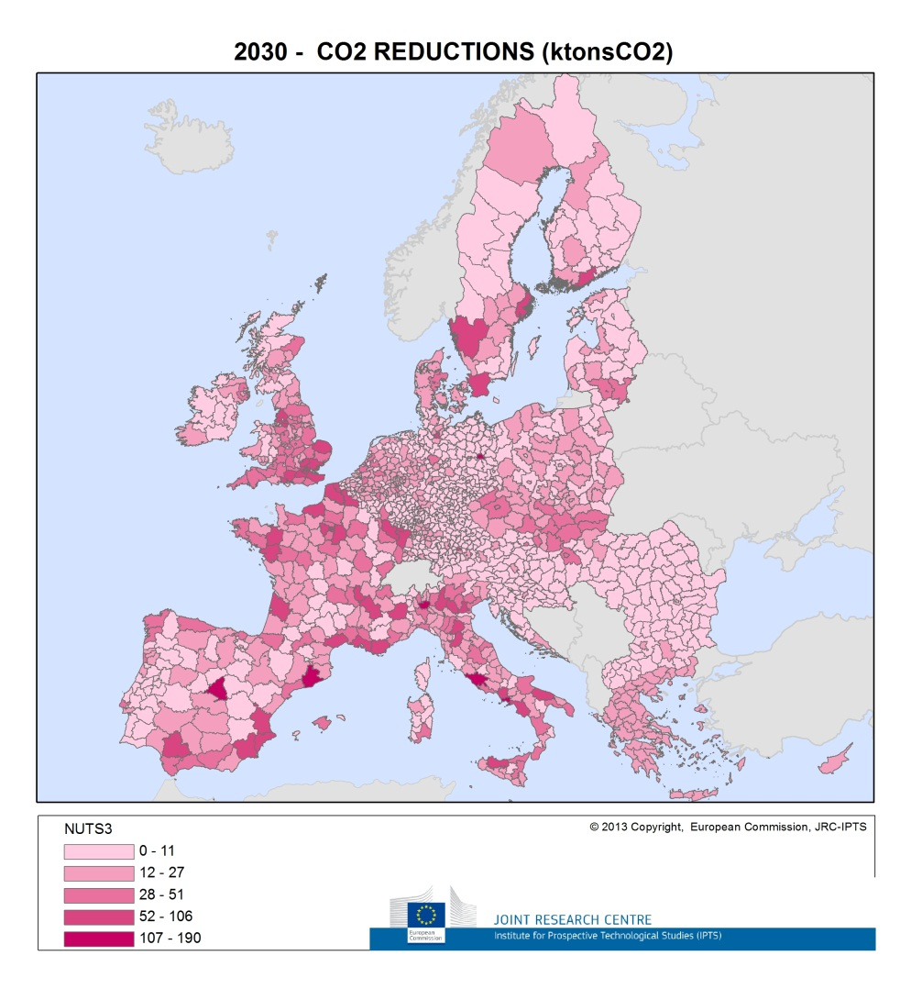 2030 -  CO2 REDUCTIONS (ktonsCO2)
NUTS3
© 2013 Copyright,  European Commission, JRC-IPTS
0 - 11
12 - 27
28 - 51
52 - 106
107 - 190
European
Commission
JOINT RESEARCH CENTRE
Institute for Prospective Technological Studies (IPTS)